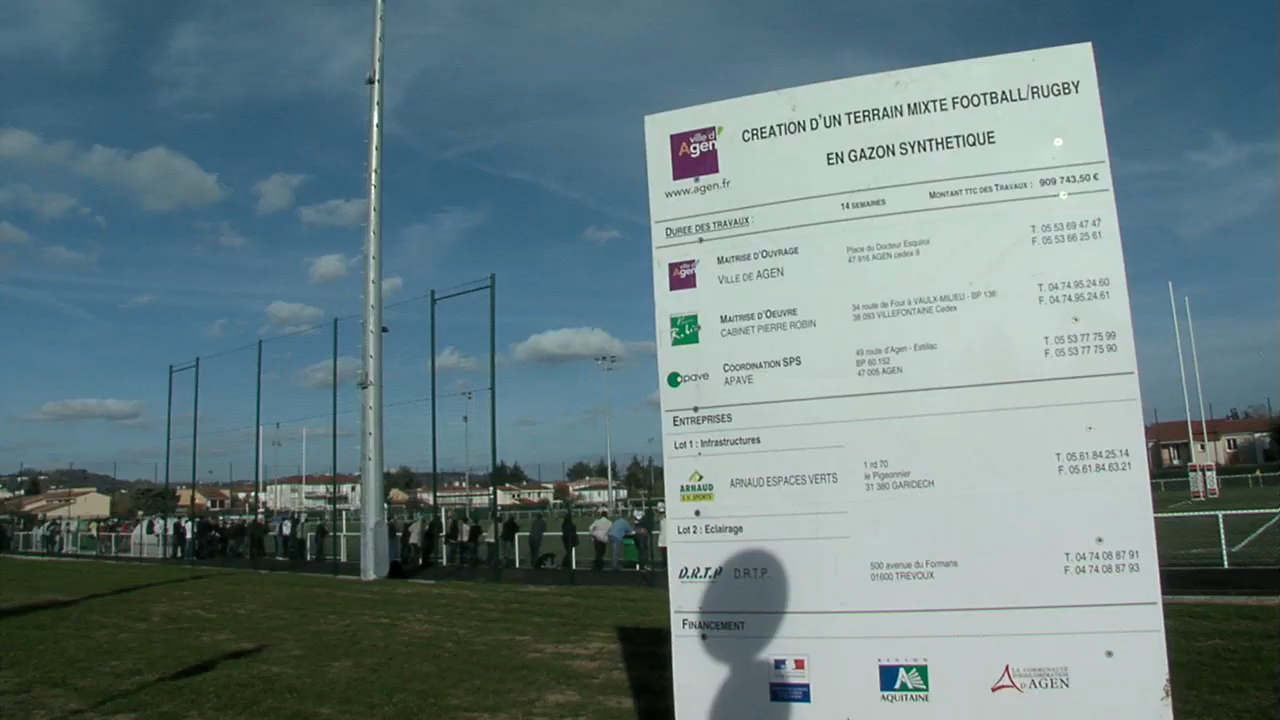 ville d'
Agen
www.agen.fr
CREATION D'UN TERRAIN MIXTE FOOTBALL/RUGBY
EN GAZON SYNTHETIQUE
DUREE DES TRAVAUX : 14 SEMAINES MONTANT TTC DES TRAVAUX : 909 743,50 €
ville d'
Agen
MAITRISE D'OUVRAGE
VILLE DE AGEN
Place du Docteur Esquirol
47 916 AGEN cedex 9
T. 05 53 69 47 47
F. 05 53 66 25 61
MAITRISE D'OEUVRE
CABINET PIERRE ROBIN
34 route de Four à VAULX-MILIEU - BP 136
38 093 VILLEFONTAINE Cedex
T. 04.74.95.24.60
F. 04.74.95.24.61
apave
COORDINATION SPS
APAVE
49 route d'Agen - Estillac
BP 60 152
47 005 AGEN
T. 05 53 77 75 99
F. 05 53 77 75 90
ENTREPRISES
Lot 1 : Infrastructures
ARNAUD
E.V. SPORTS
ARNAUD ESPACES VERTS
1 rd 70
le Pigeonnier
31 380 GARIDECH
T. 05.61.84.25.14
F. 05.61.84.63.21
Lot 2 : Eclairage
D.R.T.P
D.R.T.P.
500 avenue du Formans
01600 TREVOUX
T. 04 74 08 87 91
F. 04 74 08 87 93
FINANCEMENT
REGION
AQUITAINE
LA COMMUNAUTÉ
D'AGGLOMÉRATION
D'AGEN